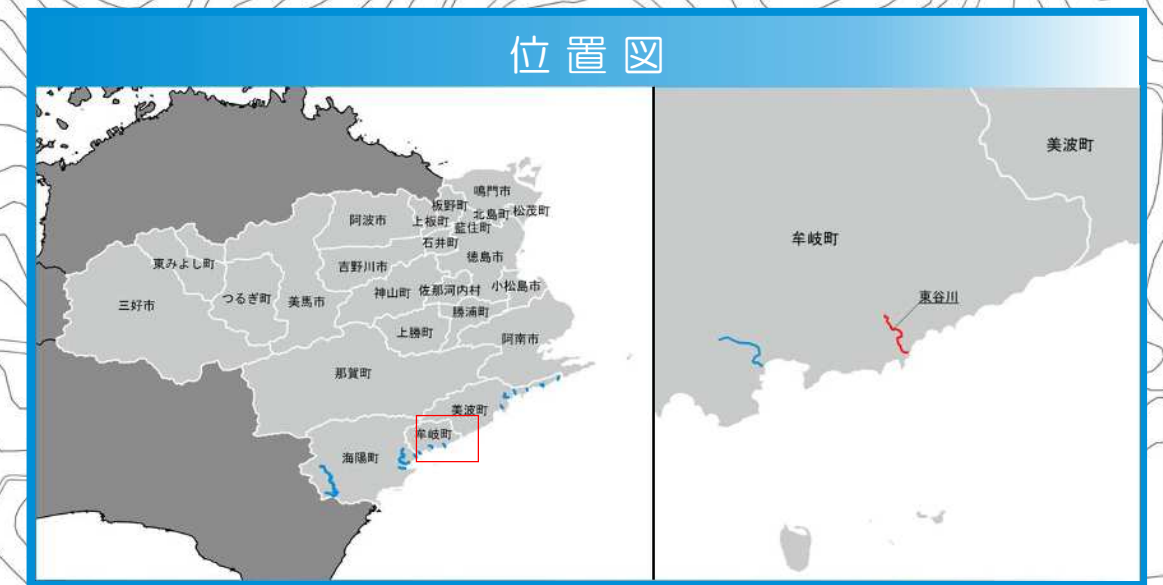 位置図
鳴門市
板野町
松茂町
北島町
上板町
藍住町
阿波市
石井町
徳島市
東みよし町
吉野川市
三好市
つるぎ町
美馬市
神山町
佐那河内村
小松島市
勝浦町
上勝町
阿南市
那賀町
美波町
牟岐町
海陽町
美波町
牟岐町
東谷川